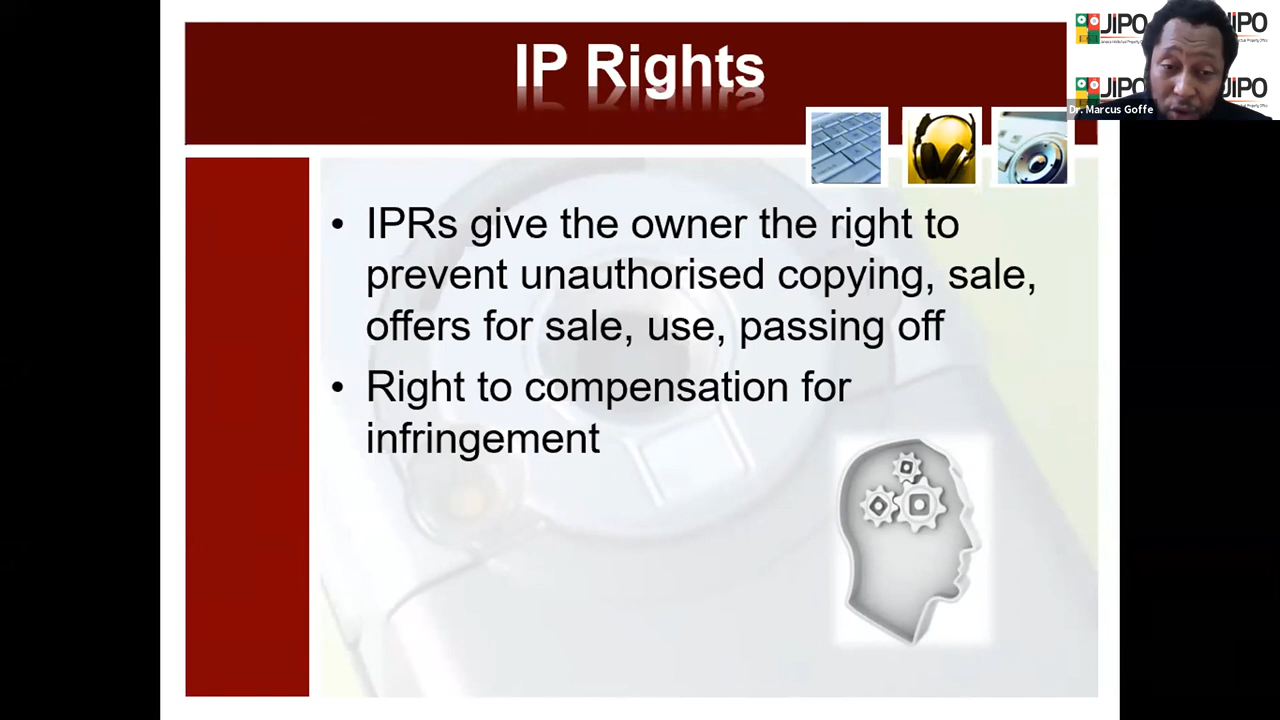 IP Rights
JIPO
JIPO
JIPO
JIPO
Dr. Marcus Goffe
• IPRs give the owner the right to
prevent unauthorised copying, sale,
offers for sale, use, passing off
• Right to compensation for
infringement